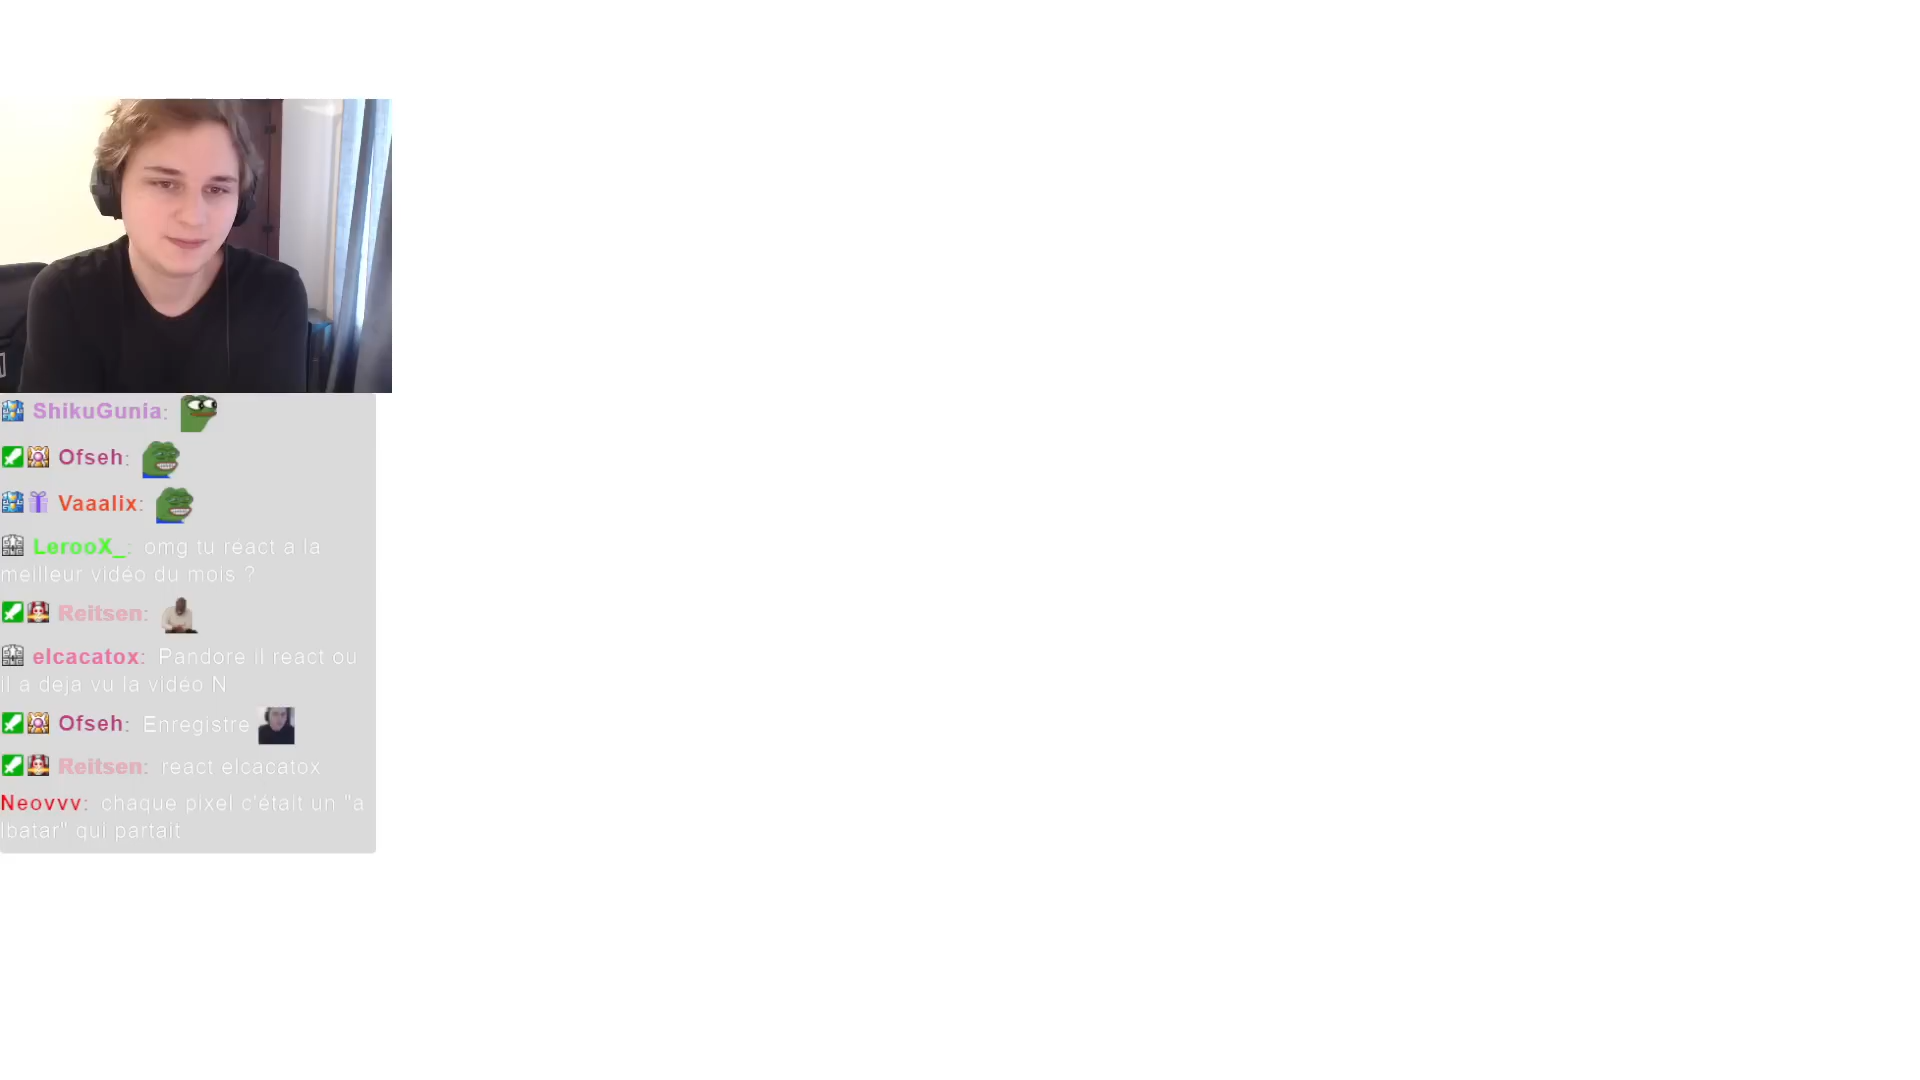 ShikuGunia:
Ofseh:
Vaaalix:
LerooX_: omg tu react a la
meilleur vidéo du mois ?
Reitsen:
elcacatox: Pandore il react ou
il a deja vu la vidéo N
Ofseh: Enregistre
Reitsen: react elcacatox
Neovvv: chaque pixel c'était un "a
lbatar" qui partait